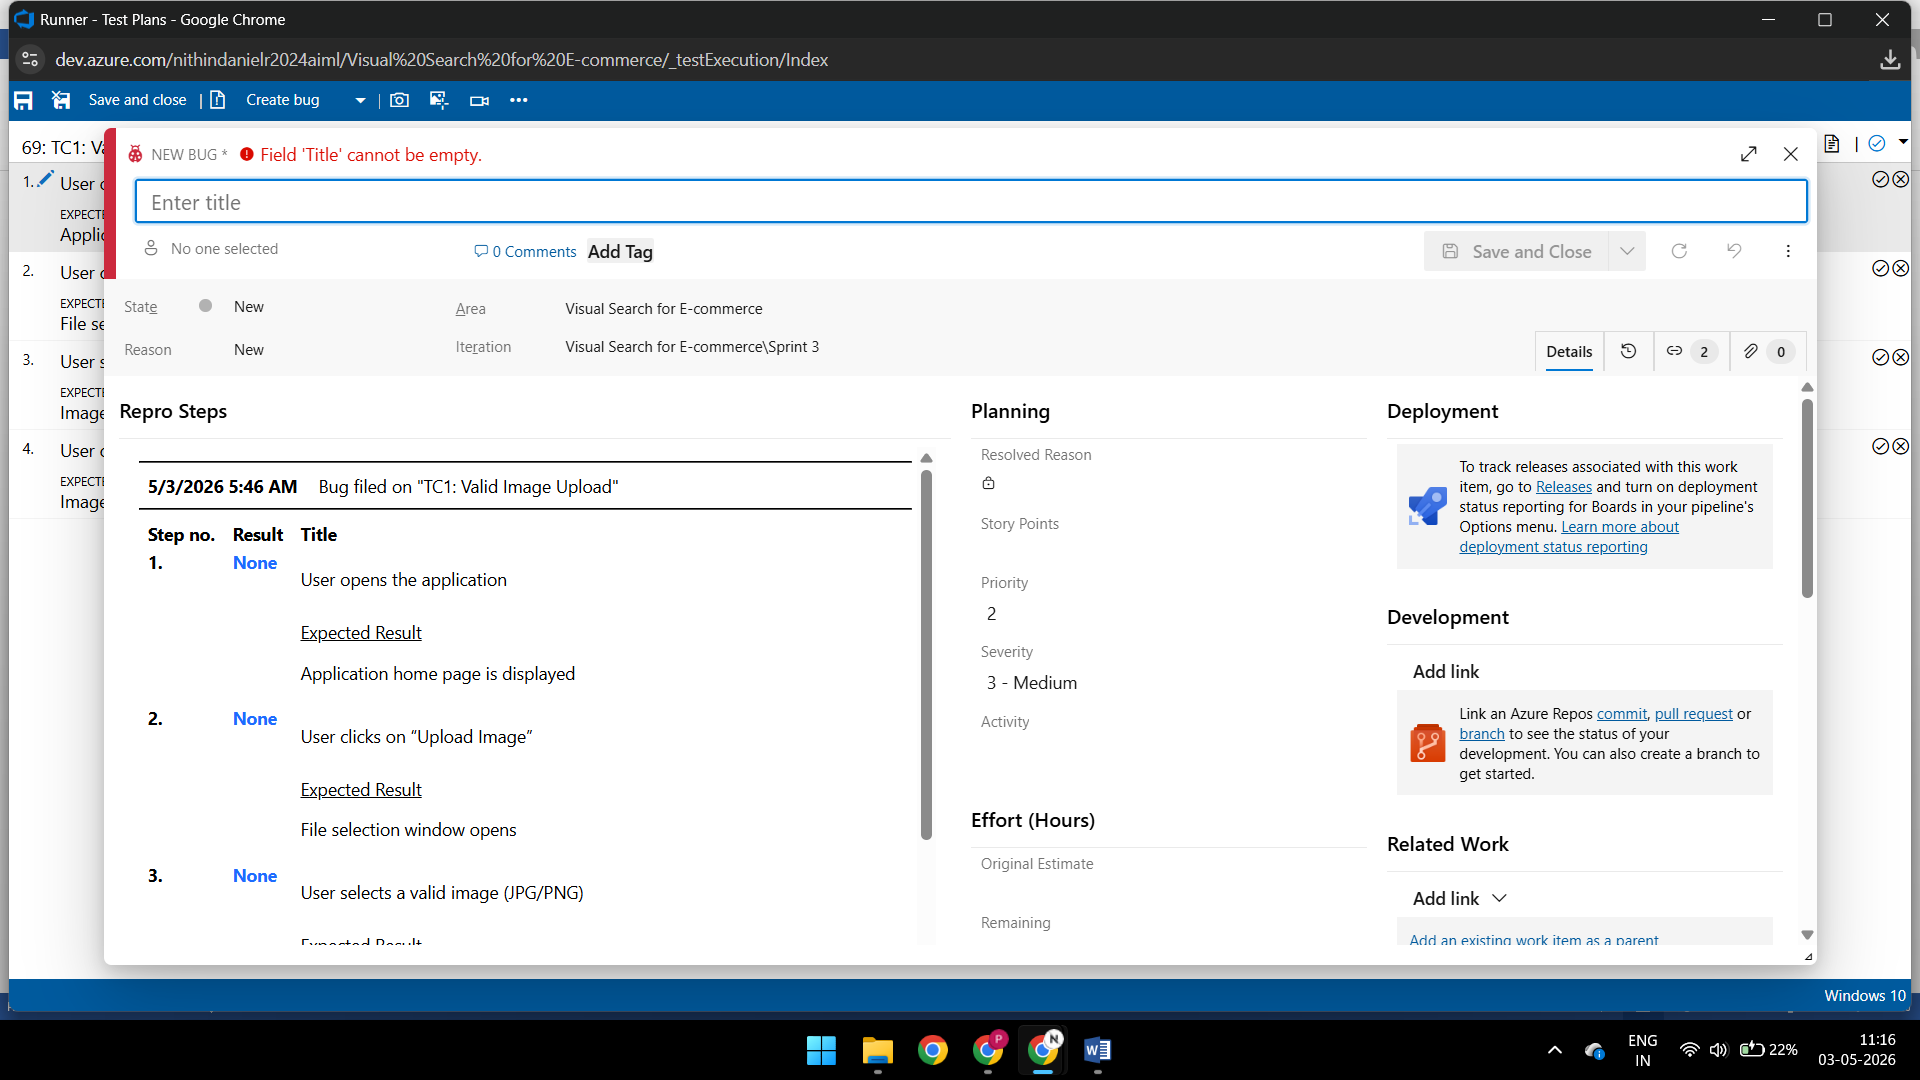 Runner - Test Plans - Google Chrome
dev.azure.com/nithindanielr2024aiml/Visual%20Search%20for%20E-commerce/_testExecution/Index
Save and close
Create bug
69: TC1: Va
NEW BUG *
Field 'Title' cannot be empty.
Enter title
No one selected
0 Comments
Add Tag
Save and Close
State
New
Area
Visual Search for E-commerce
Reason
New
Iteration
Visual Search for E-commerce\Sprint 3
Details
2
0
1.
User
EXPECTE
Applic
2.
User
EXPECTE
File se
3.
User s
EXPECTE
Image
4.
User
EXPECTE
Image
Repro Steps
5/3/2026 5:46 AM Bug filed on "TC1: Valid Image Upload"
Step no. Result Title
1. None
User opens the application
Expected Result
Application home page is displayed
2. None
User clicks on “Upload Image”
Expected Result
File selection window opens
3. None
User selects a valid image (JPG/PNG)
Expected Result
Planning
Resolved Reason
Story Points
Priority
2
Severity
3 - Medium
Activity
Effort (Hours)
Original Estimate
Remaining
Deployment
To track releases associated with this work
item, go to Releases and turn on deployment
status reporting for Boards in your pipeline's
Options menu. Learn more about
deployment status reporting
Development
Add link
Link an Azure Repos commit, pull request or
branch to see the status of your
development. You can also create a branch to
get started.
Related Work
Add link
Add an existing work item as a parent
Windows 10
P
N
ENG
IN
22%
11:16
03-05-2026